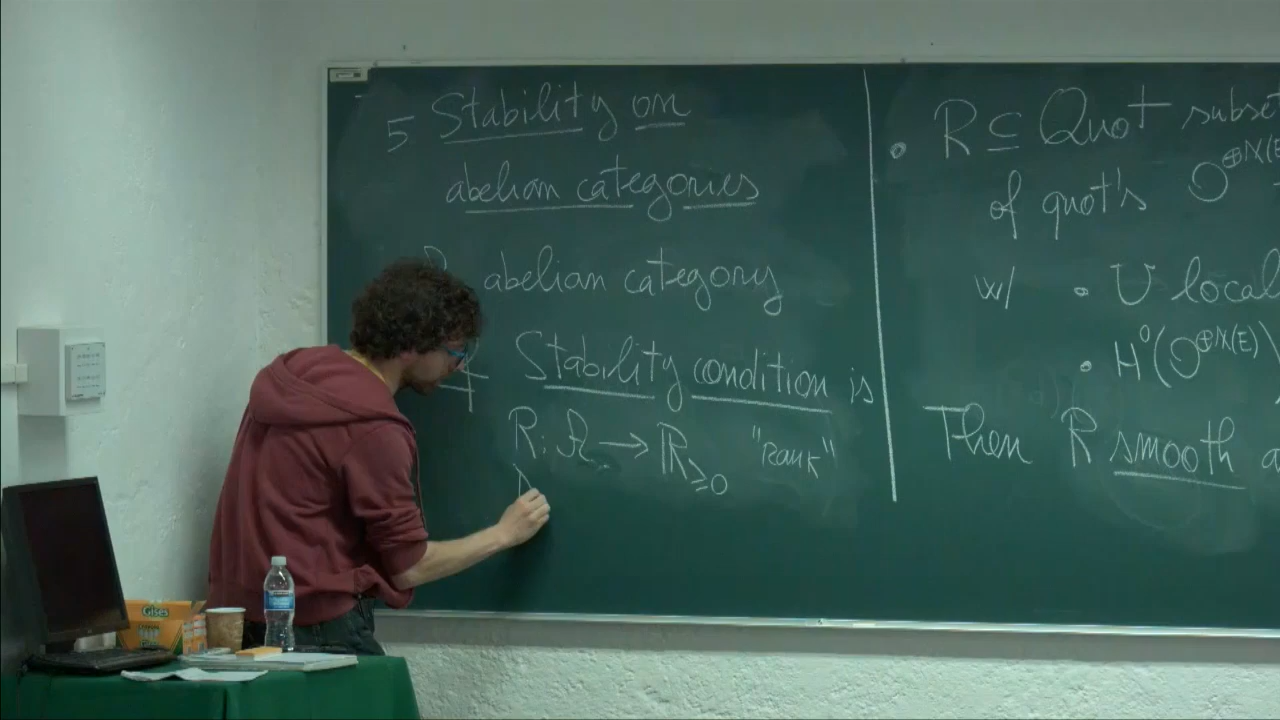 5 Stability on
abelian categories
abelian category
Stability condition is
R: A → ℝ≥0 "rank"
R ⊆ Quot subset
of quot's O^⊕N(E)
w/ • U local
• H⁰(O^⊕N(E))
Then R smooth a
Gises